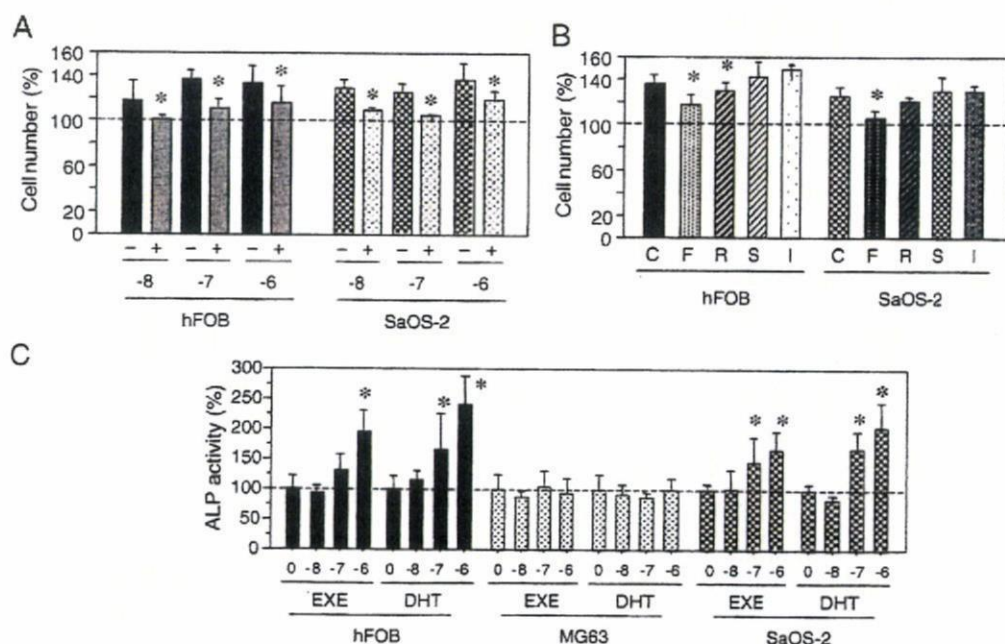 A
Cell number (%)
160
140
100
60
20
0
* * * * * *
− + − + − + − + − + − +
-8 -7 -6 -8 -7 -6
hFOB SaOS-2
B
Cell number (%)
160
140
100
60
20
0
* * *
C F R S I C F R S I
hFOB SaOS-2
C
ALP activity (%)
300
250
200
150
100
50
0
* * * * * *
0 -8 -7 -6 0 -8 -7 -6 0 -8 -7 -6 0 -8 -7 -6 0 -8 -7 -6 0 -8 -7 -6
EXE DHT EXE DHT EXE DHT
hFOB MG63 SaOS-2